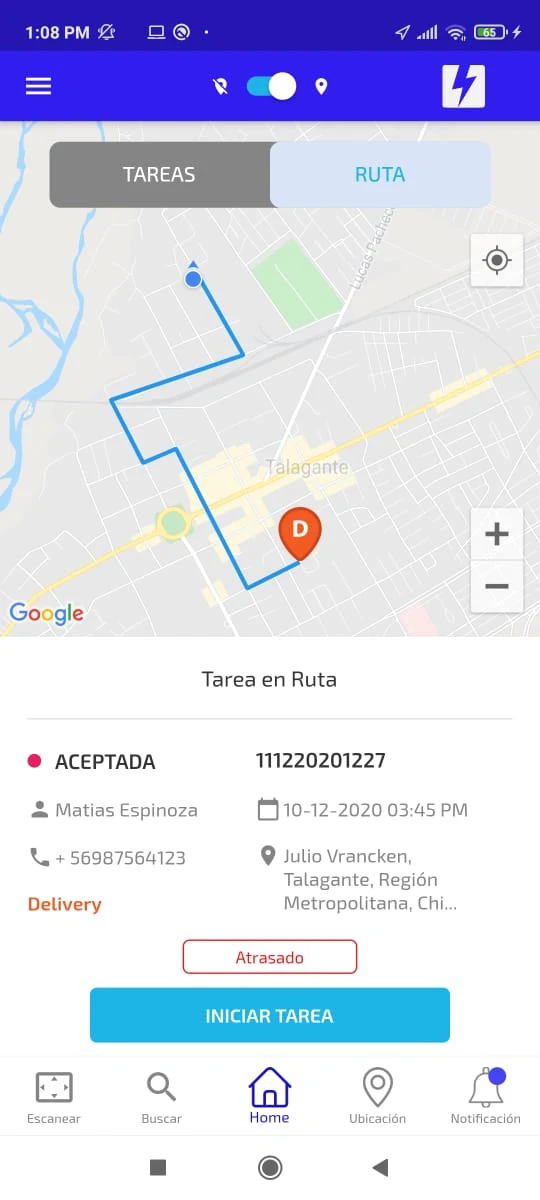 1:08 PM
65
TAREAS
RUTA
Lucas Pachec
Talagante
D
Google
Tarea en Ruta
ACEPTADA
111220201227
Matias Espinoza
10-12-2020 03:45 PM
+ 56987564123
Julio Vrancken,
Talagante, Región
Metropolitana, Chi...
Delivery
Atrasado
INICIAR TAREA
Escanear
Buscar
Home
Ubicación
Notificación